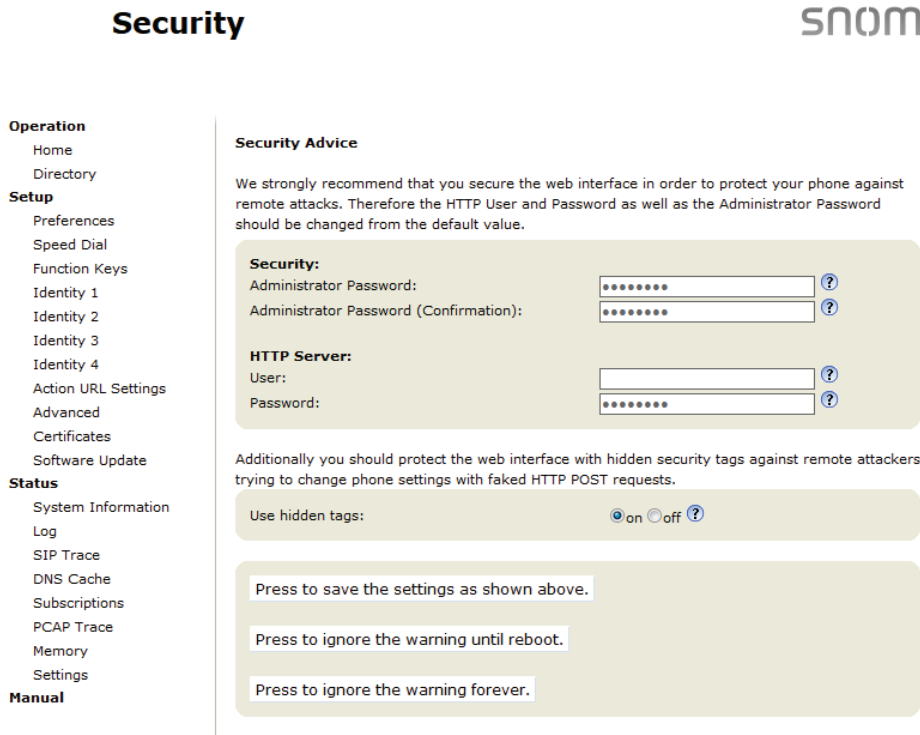 Security
snom
Operation
Home
Directory
Setup
Preferences
Speed Dial
Function Keys
Identity 1
Identity 2
Identity 3
Identity 4
Action URL Settings
Advanced
Certificates
Software Update
Status
System Information
Log
SIP Trace
DNS Cache
Subscriptions
PCAP Trace
Memory
Settings
Manual
Security Advice
We strongly recommend that you secure the web interface in order to protect your phone against
remote attacks. Therefore the HTTP User and Password as well as the Administrator Password
should be changed from the default value.
Security:
Administrator Password: •••••••• ?
Administrator Password (Confirmation): •••••••• ?
HTTP Server:
User: ?
Password: •••••••• ?
Additionally you should protect the web interface with hidden security tags against remote attackers
trying to change phone settings with faked HTTP POST requests.
Use hidden tags: on off ?
Press to save the settings as shown above.
Press to ignore the warning until reboot.
Press to ignore the warning forever.